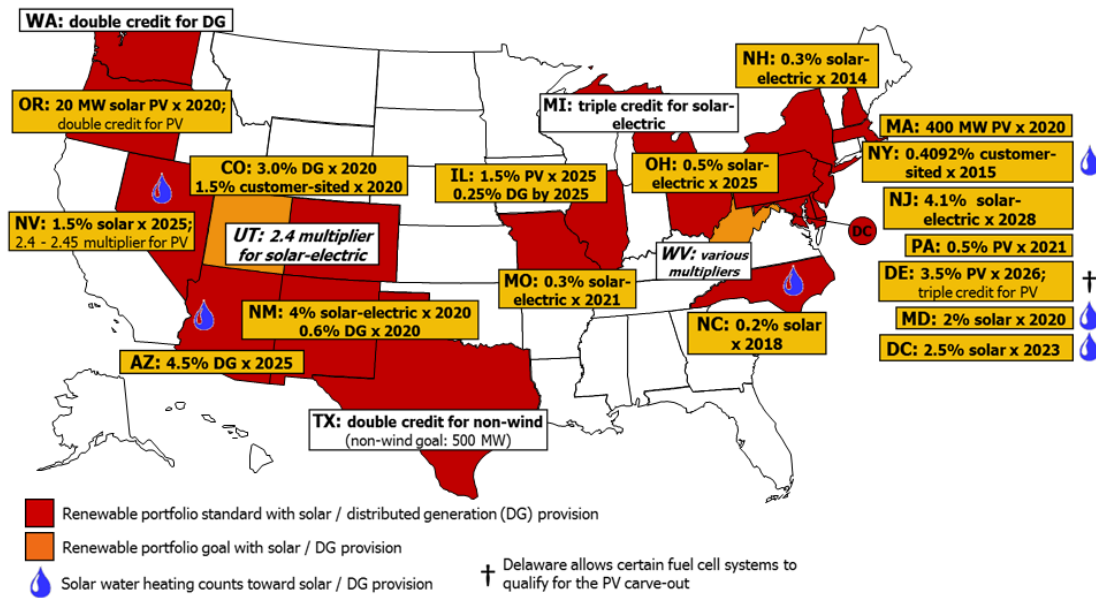 WA: double credit for DG
OR: 20 MW solar PV x 2020;
double credit for PV
NV: 1.5% solar x 2025;
2.4 - 2.45 multiplier for PV
CO: 3.0% DG x 2020
1.5% customer-sited x 2020
UT: 2.4 multiplier
for solar-electric
NM: 4% solar-electric x 2020
0.6% DG x 2020
AZ: 4.5% DG x 2025
TX: double credit for non-wind
(non-wind goal: 500 MW)
IL: 1.5% PV x 2025
0.25% DG by 2025
MO: 0.3% solar-
electric x 2021
MI: triple credit for solar-
electric
OH: 0.5% solar-
electric x 2025
WV: various
multipliers
NC: 0.2% solar
x 2018
DC
NH: 0.3% solar-
electric x 2014
MA: 400 MW PV x 2020
NY: 0.4092% customer-
sited x 2015
NJ: 4.1% solar-
electric x 2028
PA: 0.5% PV x 2021
DE: 3.5% PV x 2026;
triple credit for PV
†
MD: 2% solar x 2020
DC: 2.5% solar x 2023
Renewable portfolio standard with solar / distributed generation (DG) provision
Renewable portfolio goal with solar / DG provision
Solar water heating counts toward solar / DG provision
† Delaware allows certain fuel cell systems to
qualify for the PV carve-out